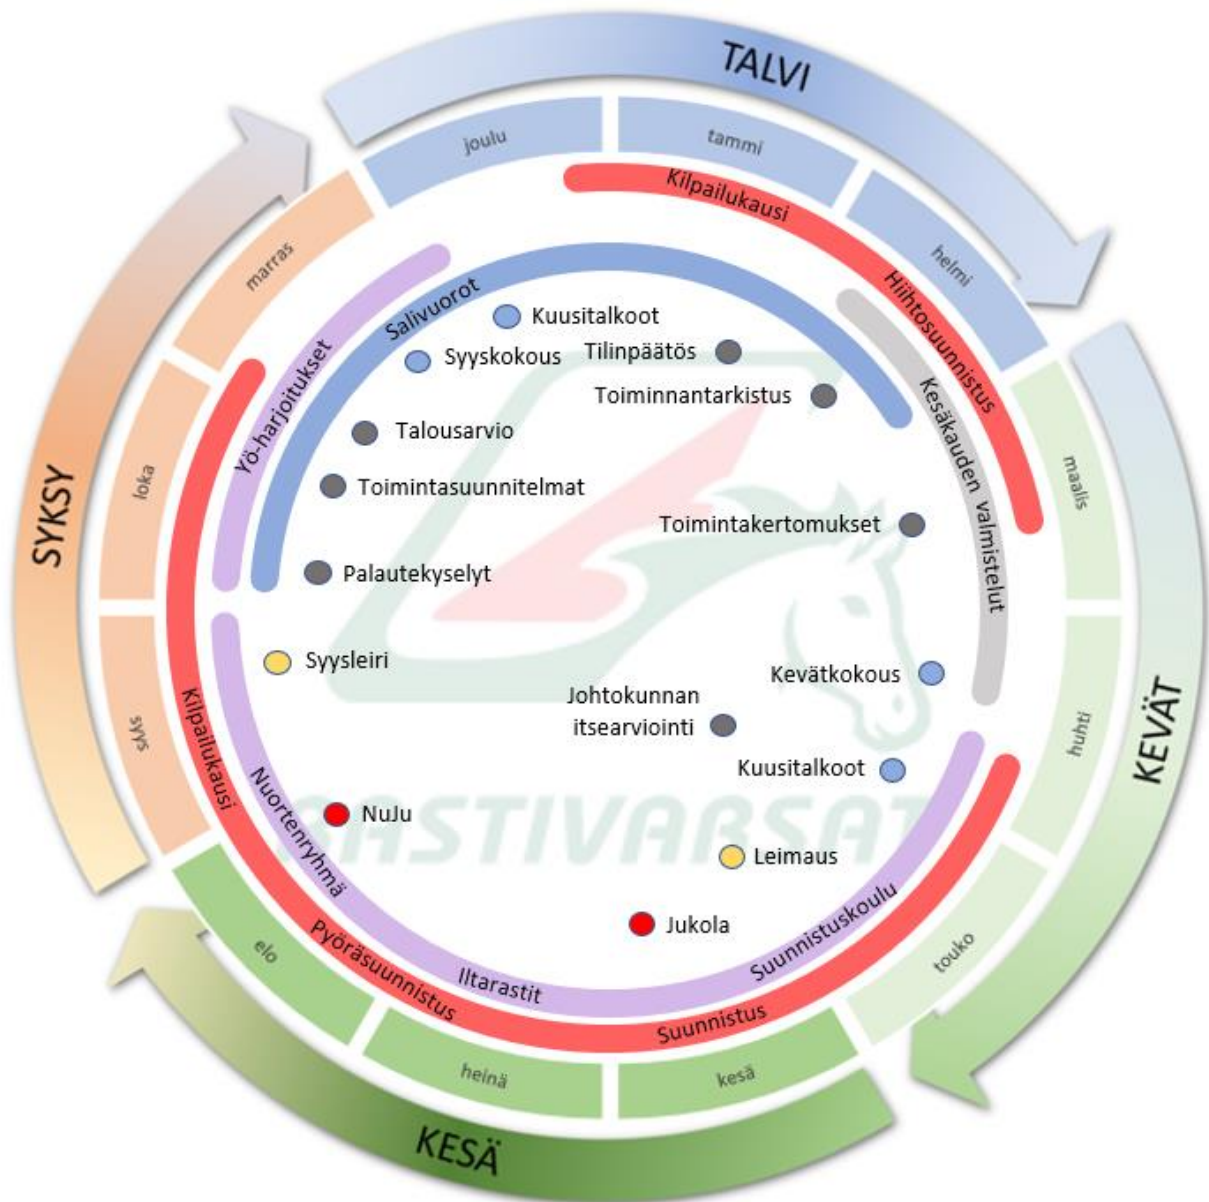 TALVI
joulu
tammi
helmi
marras
Kilpailukausi
Hiihtosuunnistus
Salivuorot
Kuusitalkoot
Syyskokous
Tilinpäätös
Toiminnantarkistus
Yö-harjoitukset
Talousarvio
Toimintasuunnitelmat
Kesäkauden valmistelut
Toimintakertomukset
maalis
loka
SYKSY
Palautekyselyt
Syysleiri
Kevätkokous
Johtokunnan
itsearviointi
Kuusitalkoot
KEVÄT
huhti
syys
Kilpailukausi
Nuortenryhmä
NuJu
RASTIVARSAT
Leimaus
Jukola
Suunnistuskoulu
touko
elo
Pyöräsuunnistus
Iltarastit
Suunnistus
heinä
kesä
KESÄ